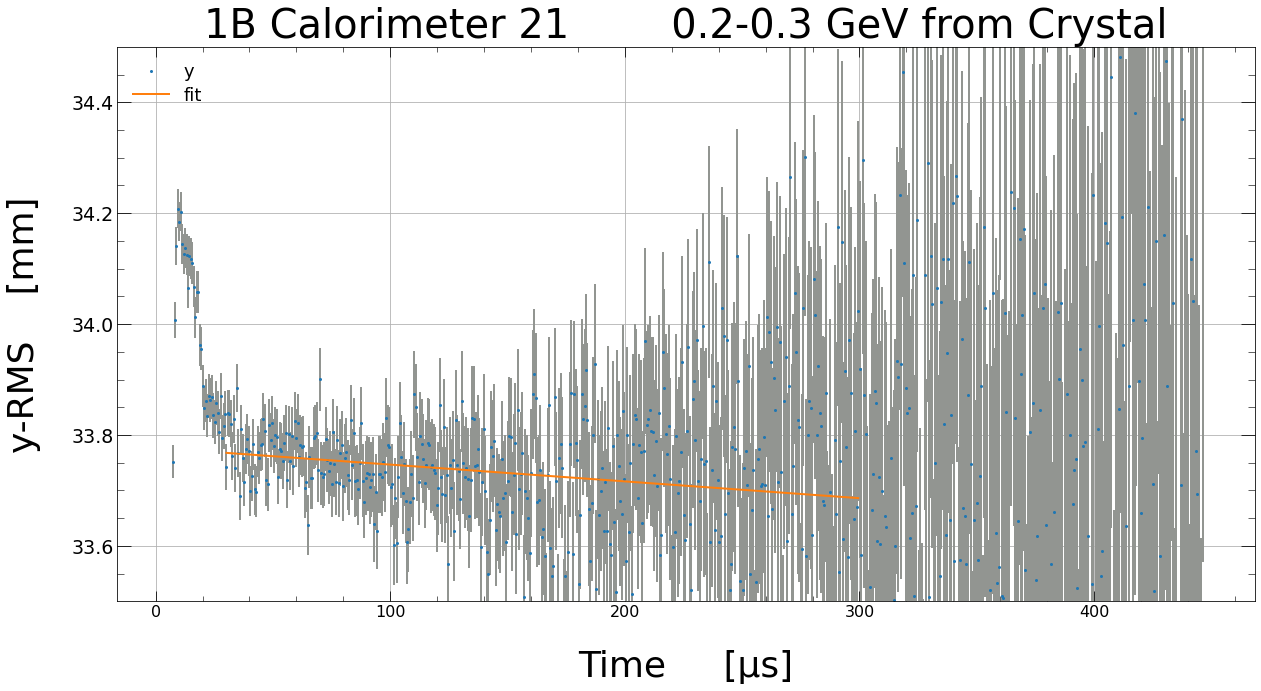 1B Calorimeter 21 0.2-0.3 GeV from Crystal
y
fit
34.4
34.2
34.0
33.8
33.6
y-RMS [mm]
0 100 200 300 400
Time [µs]